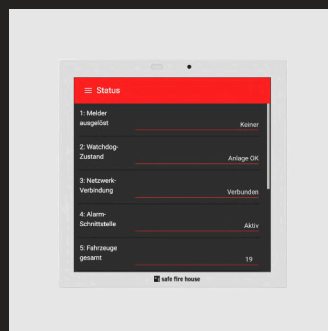 Status
1: Melder
ausgelöst
Keiner
2: Watchdog-
Zustand
Anlage OK
3: Netzwerk-
Verbindung
Verbunden
4: Alarm-
Schnittstelle
Aktiv
5: Fahrzeuge
gesamt
19
safe fire house